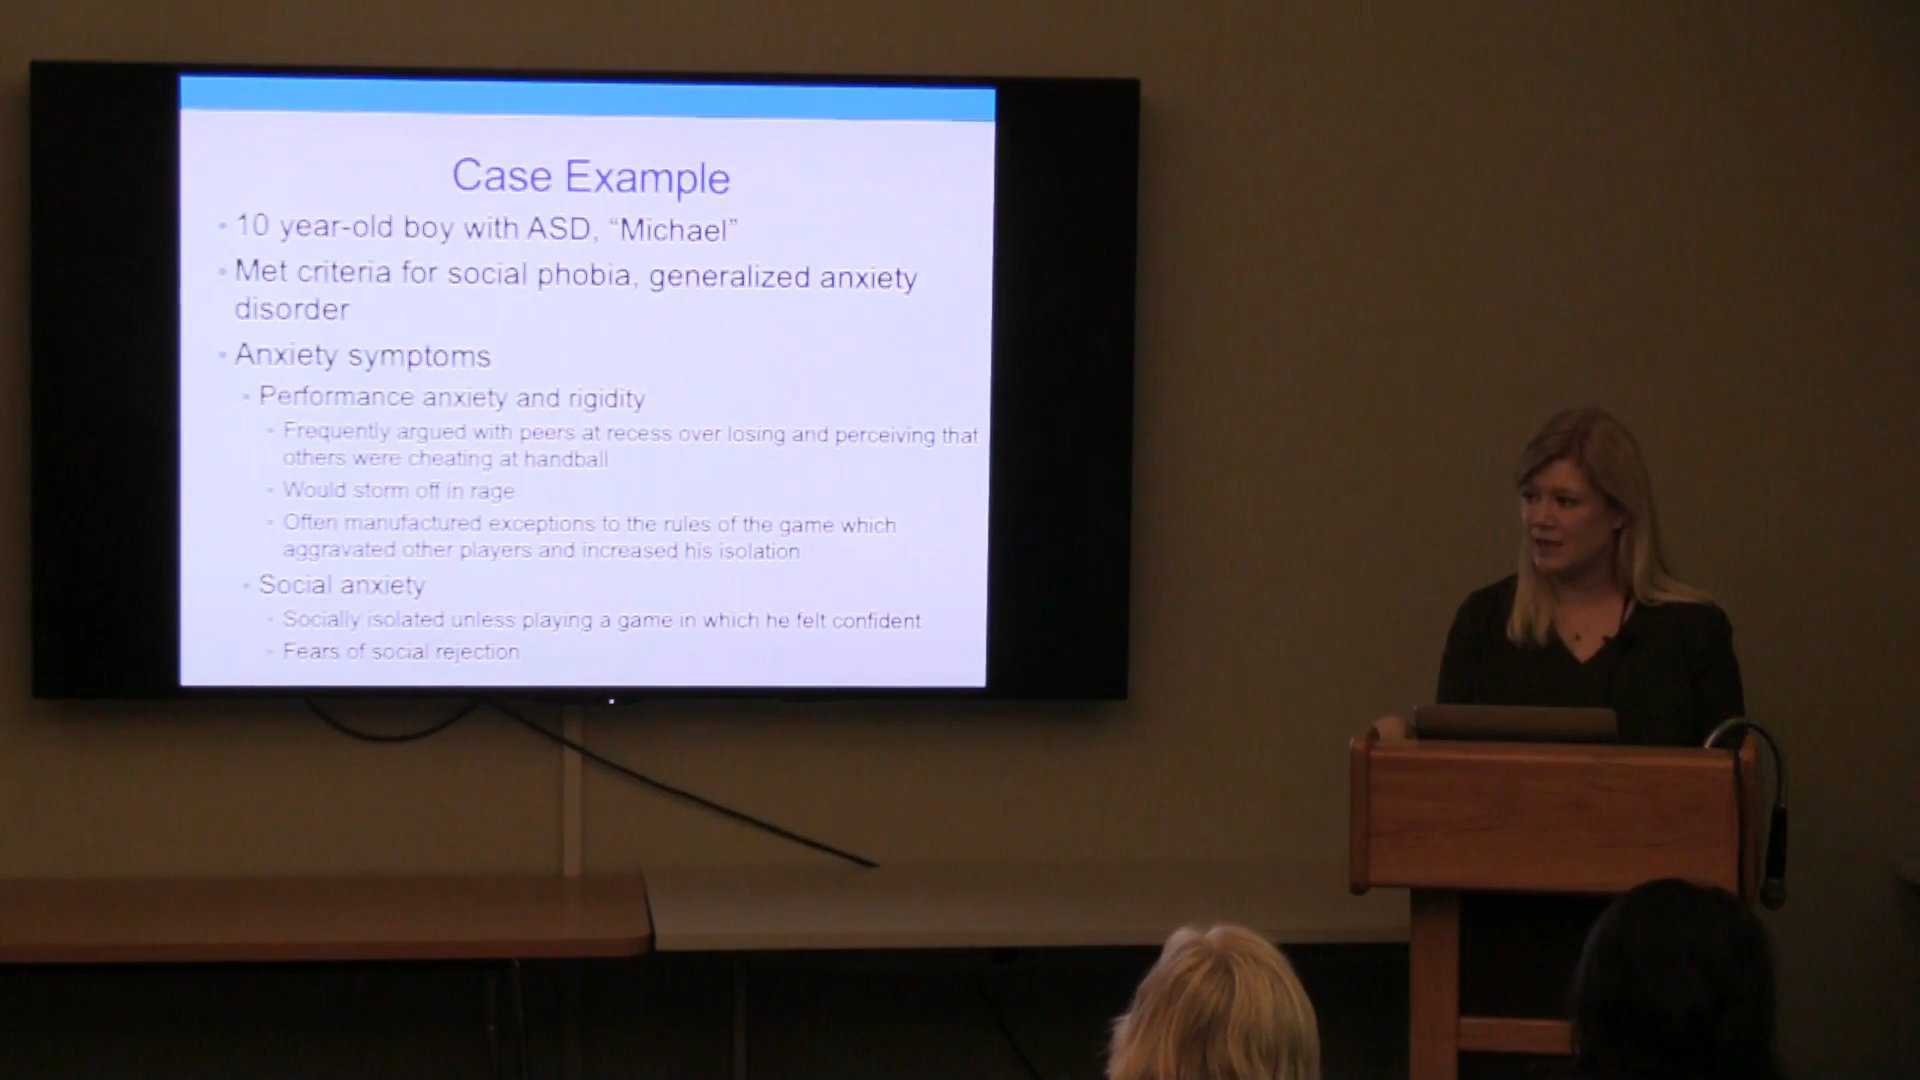 Case Example
10 year-old boy with ASD, “Michael”
Met criteria for social phobia, generalized anxiety
disorder
Anxiety symptoms
Performance anxiety and rigidity
Frequently argued with peers at recess over losing and perceiving that
others were cheating at handball
Would storm off in rage
Often manufactured exceptions to the rules of the game which
aggravated other players and increased his isolation
Social anxiety
Socially isolated unless playing a game in which he felt confident
Fears of social rejection